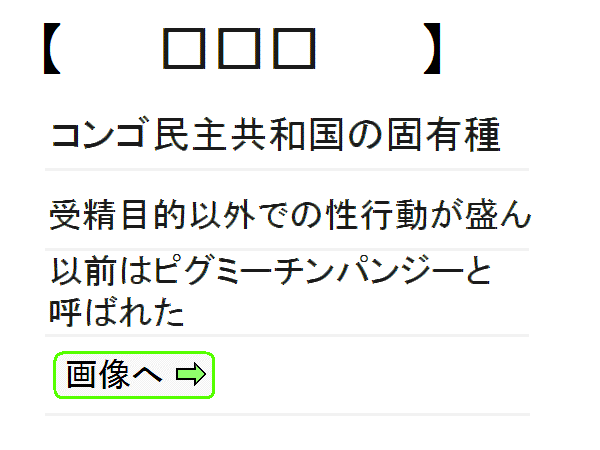 【 □□□ 】
コンゴ民主共和国の固有種
受精目的以外での性行動が盛ん
以前はピグミーチンパンジーと
呼ばれた
画像へ ⇨